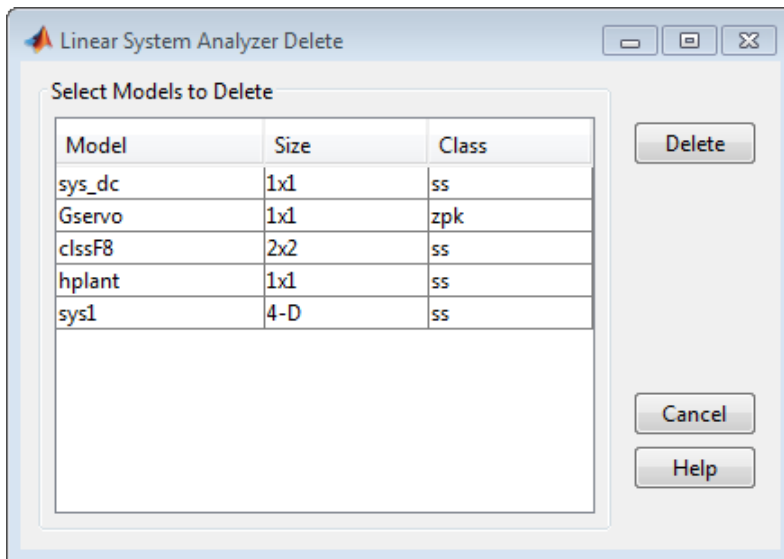 Linear System Analyzer Delete
Select Models to Delete
Model Size Class
sys_dc 1x1 ss
Gservo 1x1 zpk
clssF8 2x2 ss
hplant 1x1 ss
sys1 4-D ss
Delete
Cancel
Help